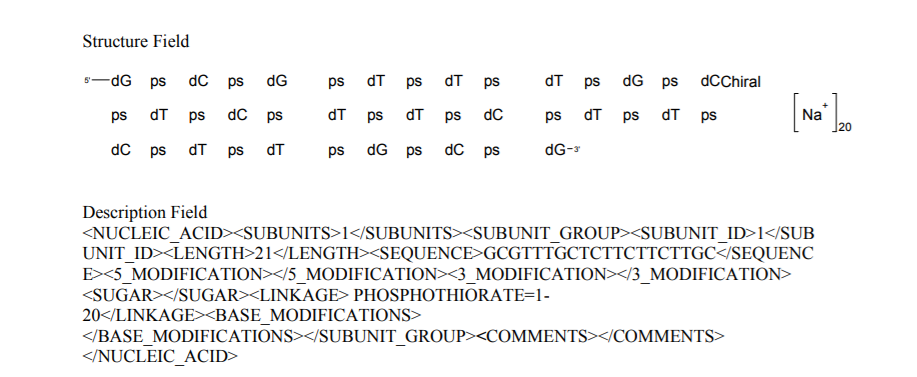 Structure Field
5'—dG ps dC ps dG ps dT ps dT ps dT ps dG ps dCChiral
ps dT ps dC ps dT ps dT ps dC ps dT ps dT ps [Na+]20
dC ps dT ps dT ps dG ps dC ps dG-3'
Description Field
<NUCLEIC_ACID><SUBUNITS>1</SUBUNITS><SUBUNIT_GROUP><SUBUNIT_ID>1</SUB
UNIT_ID><LENGTH>21</LENGTH><SEQUENCE>GCGTTTGCTCTTCTTCTTGC</SEQUENC
E><5_MODIFICATION></5_MODIFICATION><3_MODIFICATION></3_MODIFICATION>
<SUGAR></SUGAR><LINKAGE> PHOSPHOTHIORATE=1-
20</LINKAGE><BASE_MODIFICATIONS>
</BASE_MODIFICATIONS></SUBUNIT_GROUP><COMMENTS></COMMENTS>
</NUCLEIC_ACID>